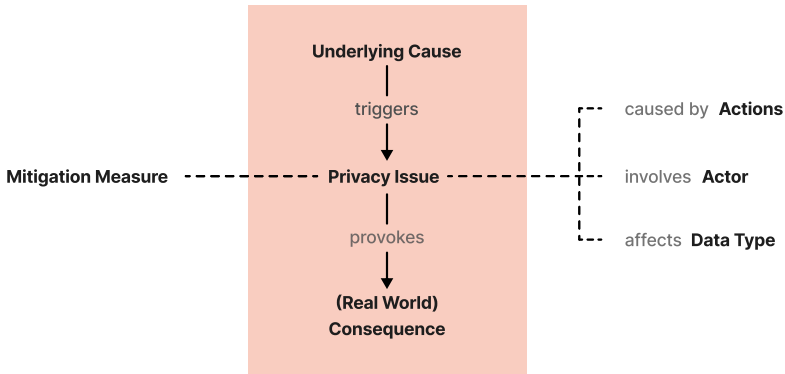 Underlying Cause
triggers
caused by Actions
Mitigation Measure
Privacy Issue
involves Actor
provokes
affects Data Type
(Real World)
Consequence